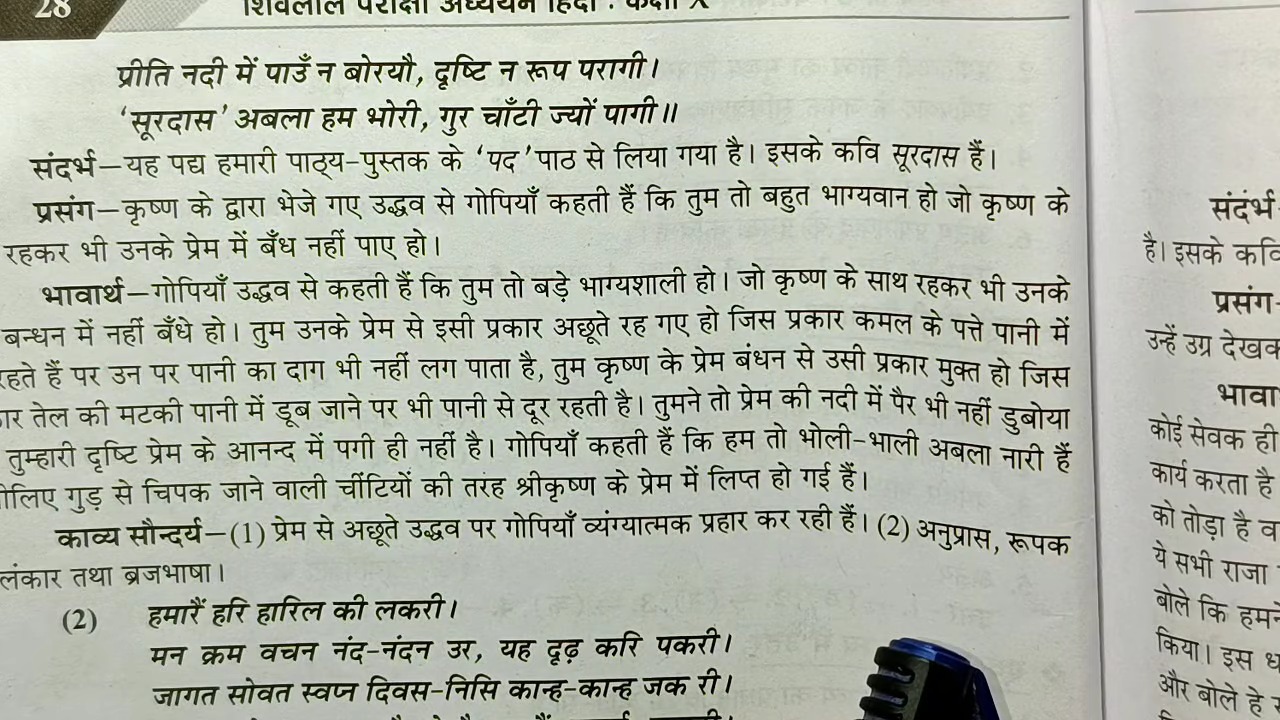 28
शिवलाल परीक्षा अध्ययन हिन्दी : कक्षा X
प्रीति नदी में पाउँ न बोरयौ, दृष्टि न रूप परागी।
‘सूरदास’ अबला हम भोरी, गुर चाँटी ज्यों पागी॥
संदर्भ–यह पद्य हमारी पाठ्य-पुस्तक के ‘पद’ पाठ से लिया गया है। इसके कवि सूरदास हैं।
प्रसंग–कृष्ण के द्वारा भेजे गए उद्धव से गोपियाँ कहती हैं कि तुम तो बहुत भाग्यवान हो जो कृष्ण के
रहकर भी उनके प्रेम में बँध नहीं पाए हो।
भावार्थ–गोपियाँ उद्धव से कहती हैं कि तुम तो बड़े भाग्यशाली हो। जो कृष्ण के साथ रहकर भी उनके
बन्धन में नहीं बँधे हो। तुम उनके प्रेम से इसी प्रकार अछूते रह गए हो जिस प्रकार कमल के पत्ते पानी में
रहते हैं पर उन पर पानी का दाग भी नहीं लग पाता है, तुम कृष्ण के प्रेम बंधन से उसी प्रकार मुक्त हो जिस
तेल की मटकी पानी में डूब जाने पर भी पानी से दूर रहती है। तुमने तो प्रेम की नदी में पैर भी नहीं डुबोया
तुम्हारी दृष्टि प्रेम के आनन्द में पगी ही नहीं है। गोपियाँ कहती हैं कि हम तो भोली-भाली अबला नारी हैं
गुड़ से चिपक जाने वाली चींटियों की तरंह श्रीकृष्ण के प्रेम में लिप्त हो गई हैं।
काव्य सौन्दर्य–(1) प्रेम से अछूते उद्धव पर गोपियाँ व्यंग्यात्मक प्रहार कर रही हैं। (2) अनुप्रास, रूपक
तथा ब्रजभाषा।
(2) हमारैं हरि हारिल की लकरी।
मन क्रम वचन नंद-नंदन उर, यह दृढ़ करि पकरी।
जागत सोवत स्वप्न दिवस-निसि कान्ह-कान्ह जक री।
संदर्भ
है। इसके कवि
प्रसंग
उन्हें उग्र देखक
भावा
कोई सेवक ही
कार्य करता है
को तोड़ा है व
ये सभी राजा
बोले कि हमन
किया। इस ध
और बोले हे